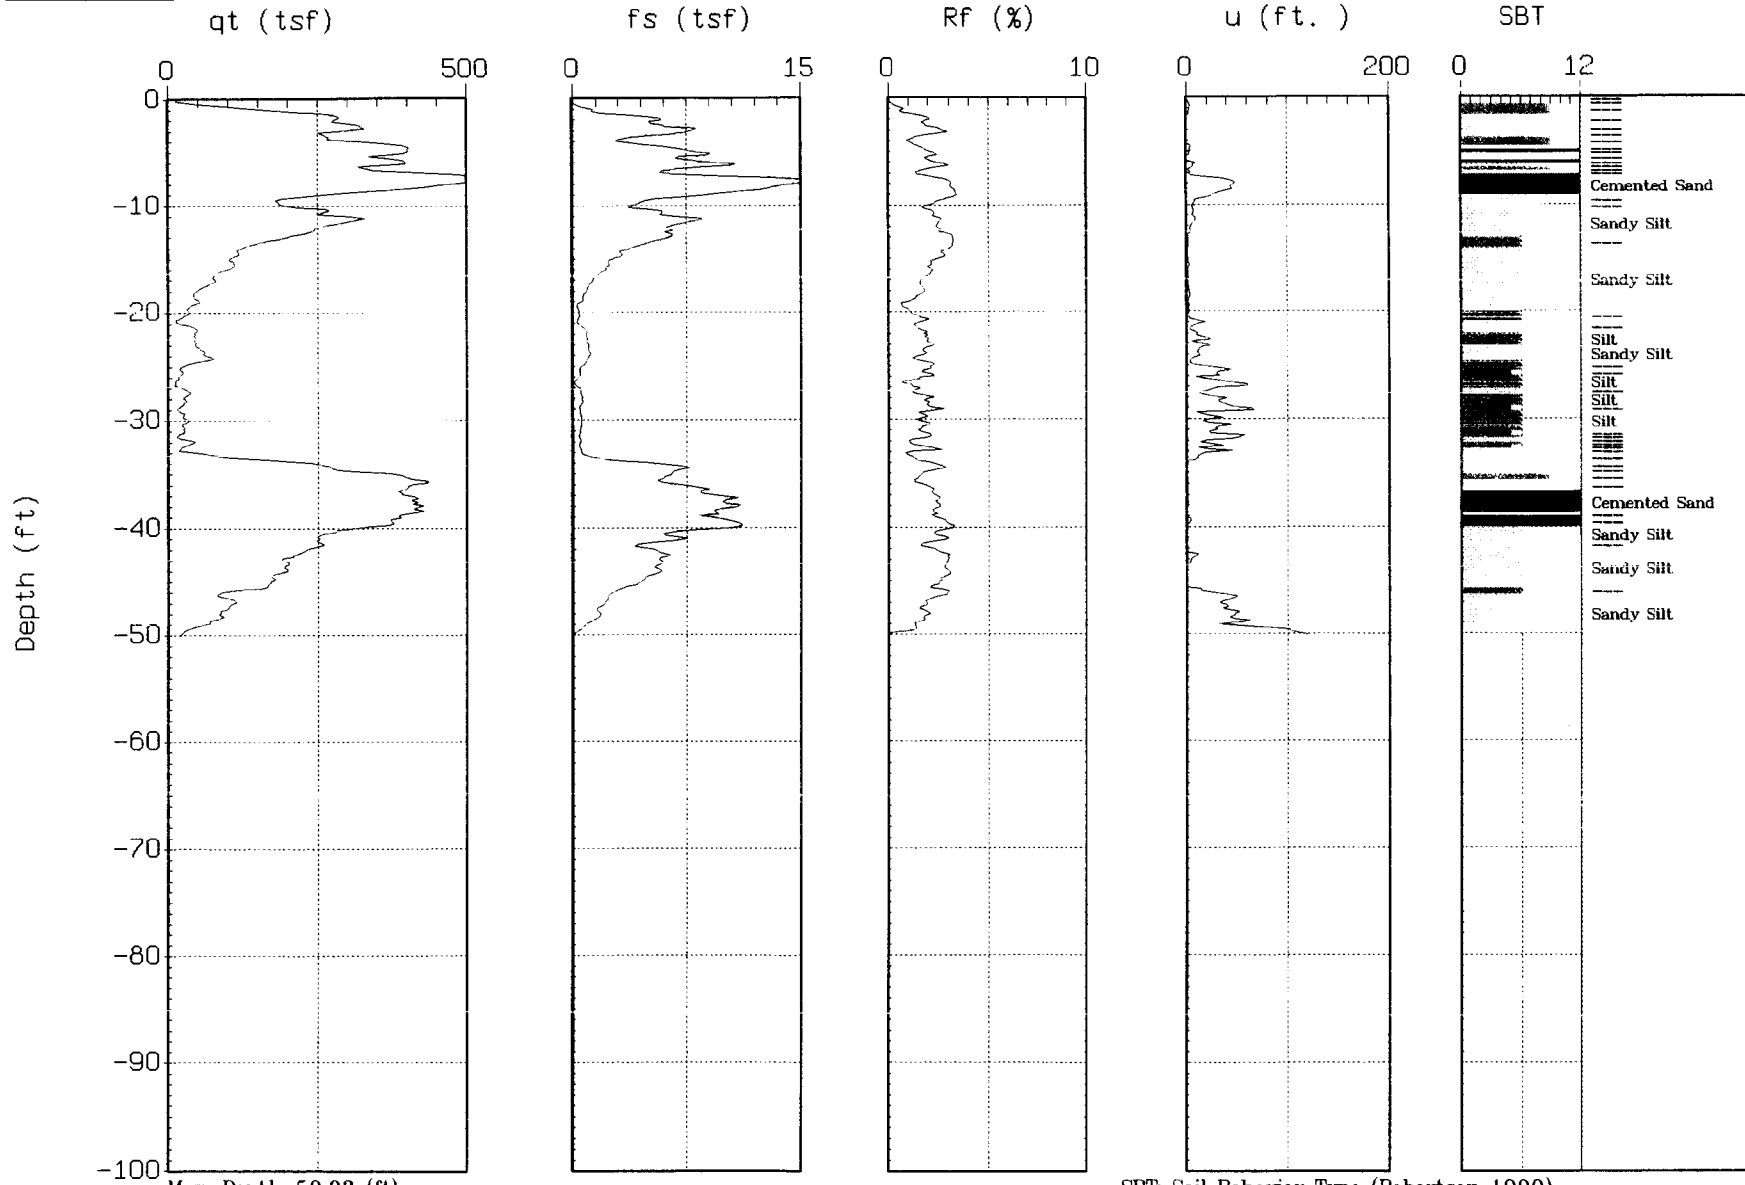 qt (tsf) fs (tsf) Rf (%) u (ft. ) SBT
0 500 0 15 0 10 0 200 0 12
0
Cemented Sand
-10
Sandy Silt
Sandy Silt
-20
Silt
Sandy Silt
Silt
Silt
-30
Silt
Cemented Sand
-40
Sandy Silt
Sandy Silt
Sandy Silt
-50
Depth (ft)
-60
-70
-80
-90
-100